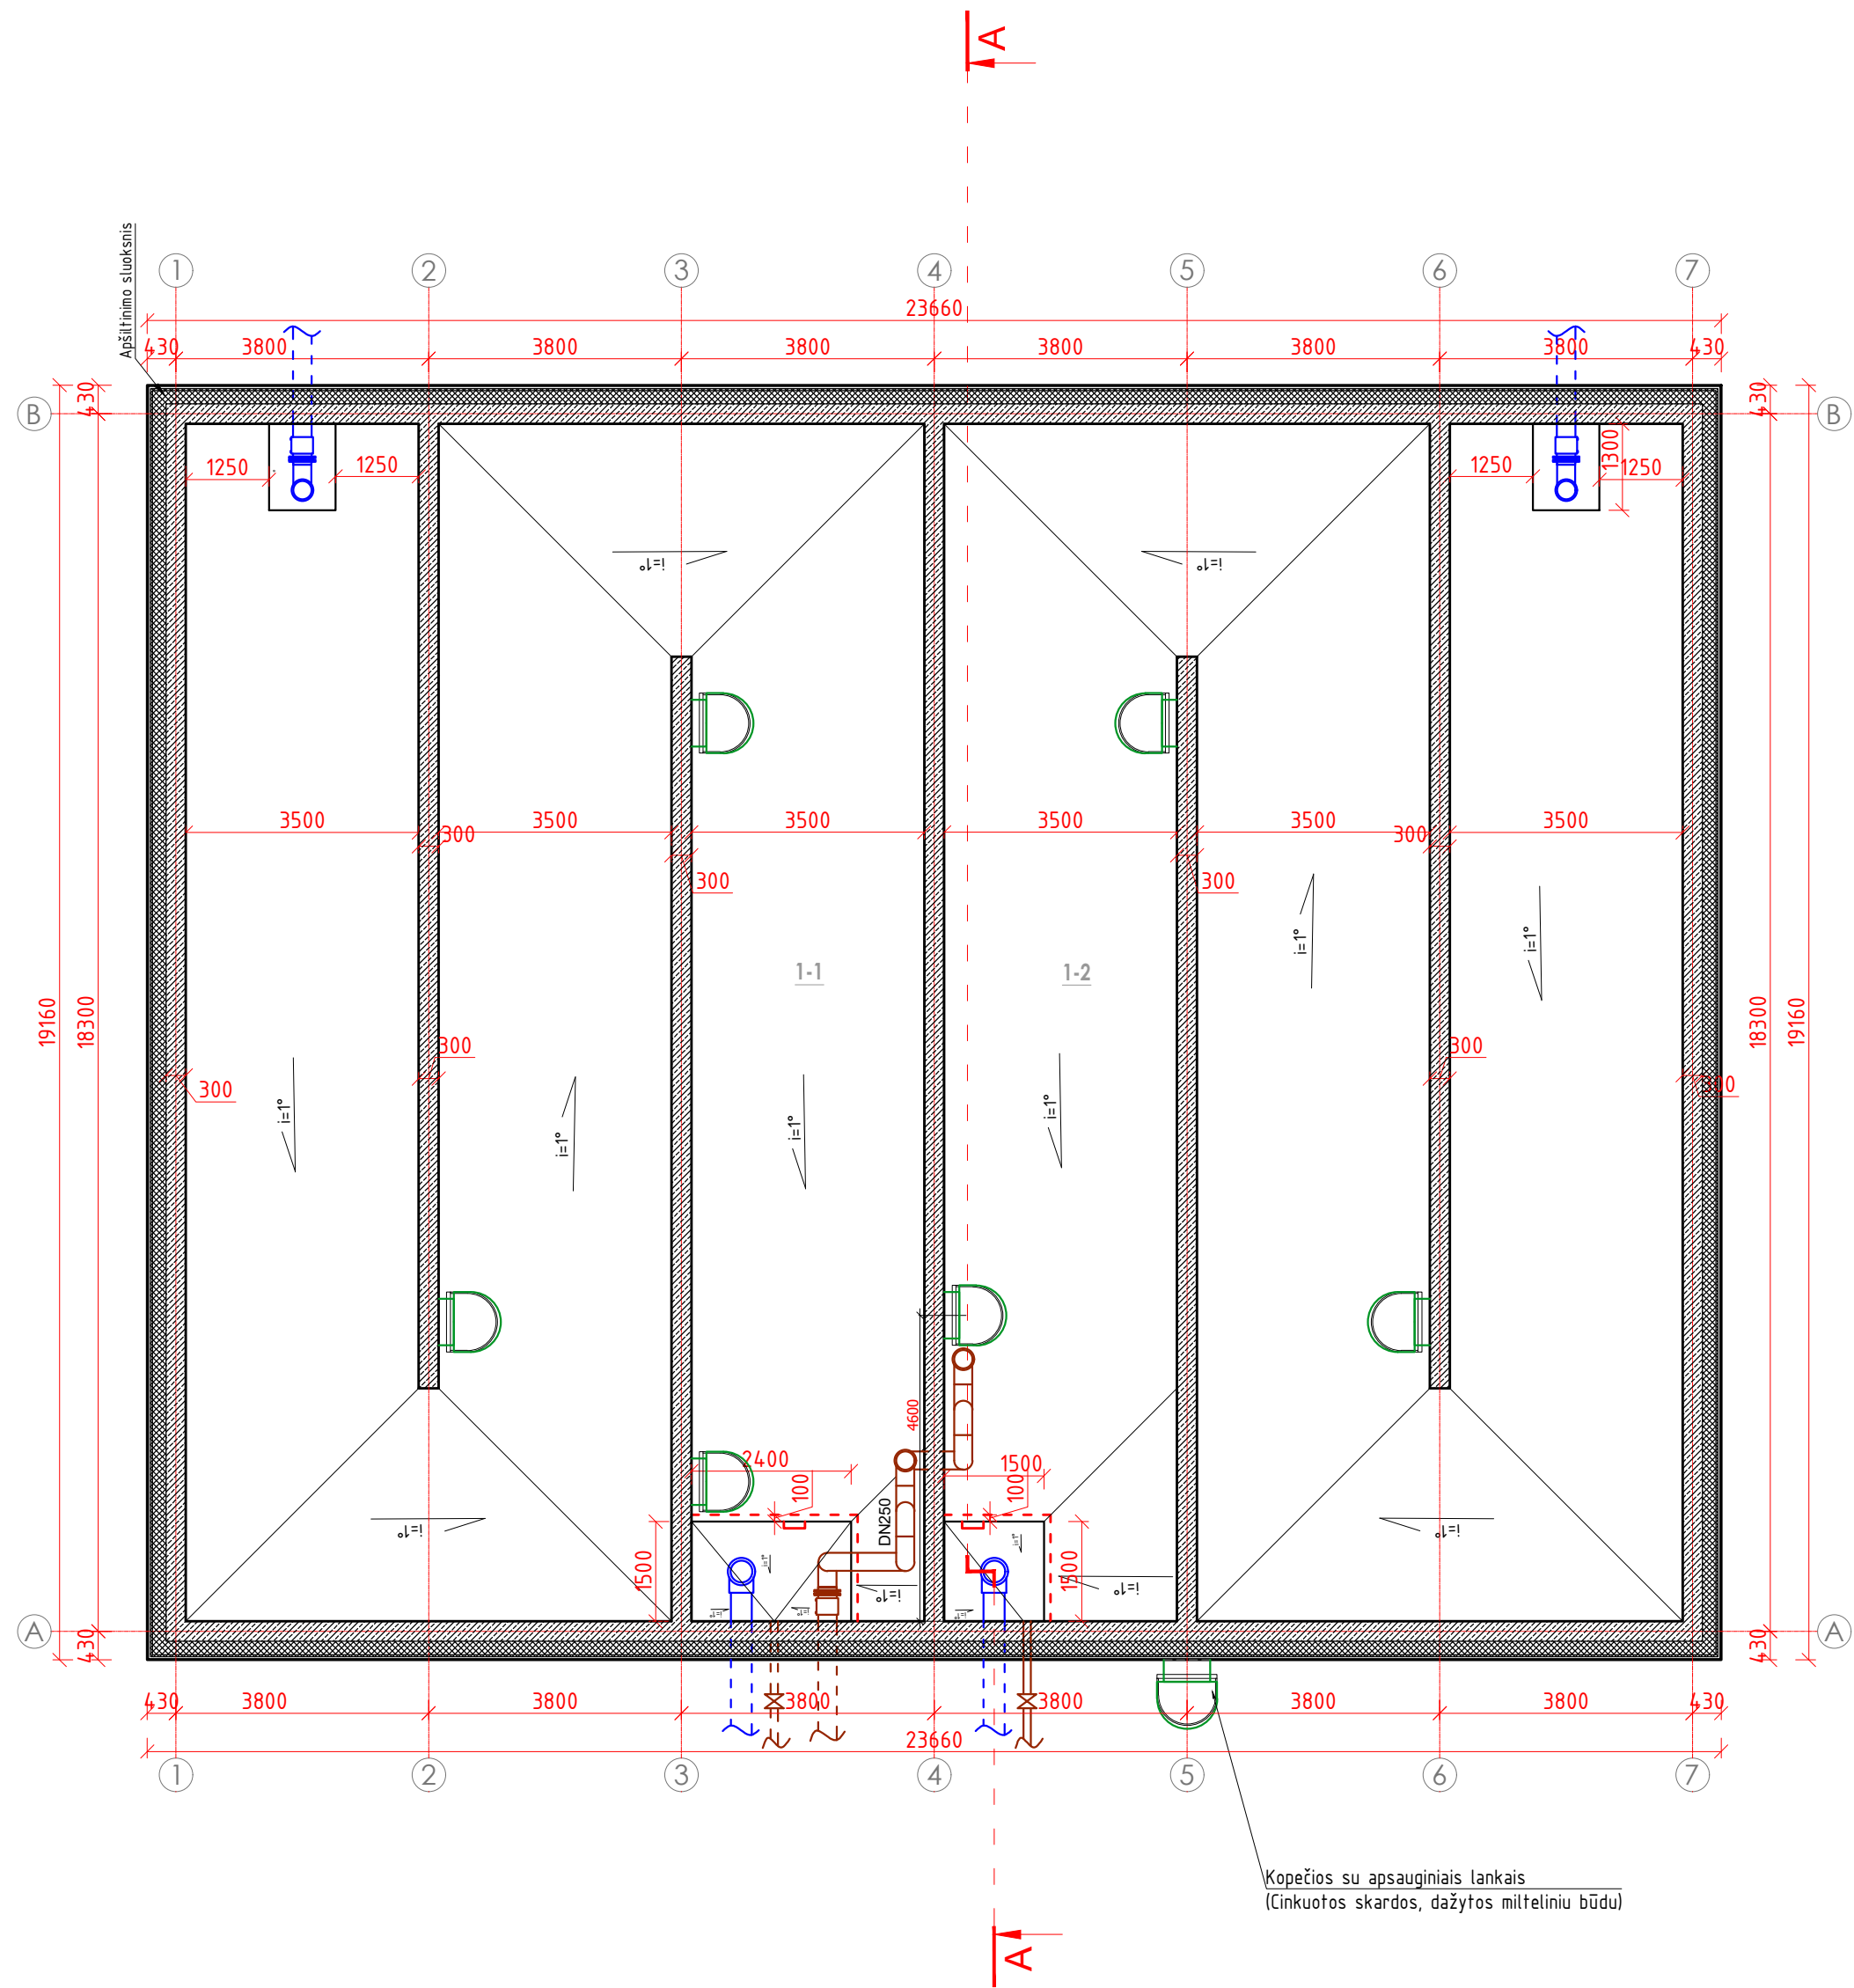 A
Apšiltinimo sluoksnis
1 2 3 4 5 6 7
23660
430 3800 3800 3800 3800 3800 3800 430
B 430 430 B
1250 1250 1250 1300 1250
i=1° i=1°
3500 3500 3500 3500 3500 3500
300 300
300 300
i=1° i=1°
1-1 1-2
19160 18300 18300 19160
300 300
300 300
i=1° i=1° i=1° i=1°
4600
2400 1500
100 100
DN250
i=1° i=1°
1500 1500
i=1° i=1°
i=1° i=1°
A A
430 430
430 3800 3800 3800 3800 3800 3800 430
23660
1 2 3 4 5 6 7
Kopečios su apsauginiais lankais
(Cinkuotos skardos, dažytos milteliniu būdu)
A